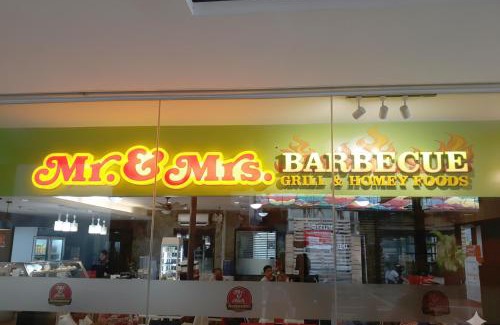 Mr. & Mrs. BARBECUE
GRILL & HOMEY FOODS